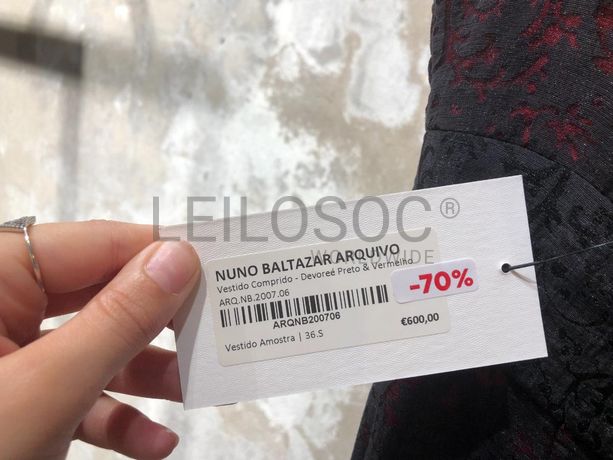 LEILOSOC®
WORLDWIDE
NUNO BALTAZAR ARQUIVO
Vestido Comprido - Devoreé Preto & Vermelho
ARQ.NB.2007.06
-70%
ARQNB200706
€600,00
Vestido Amostra | 36.S